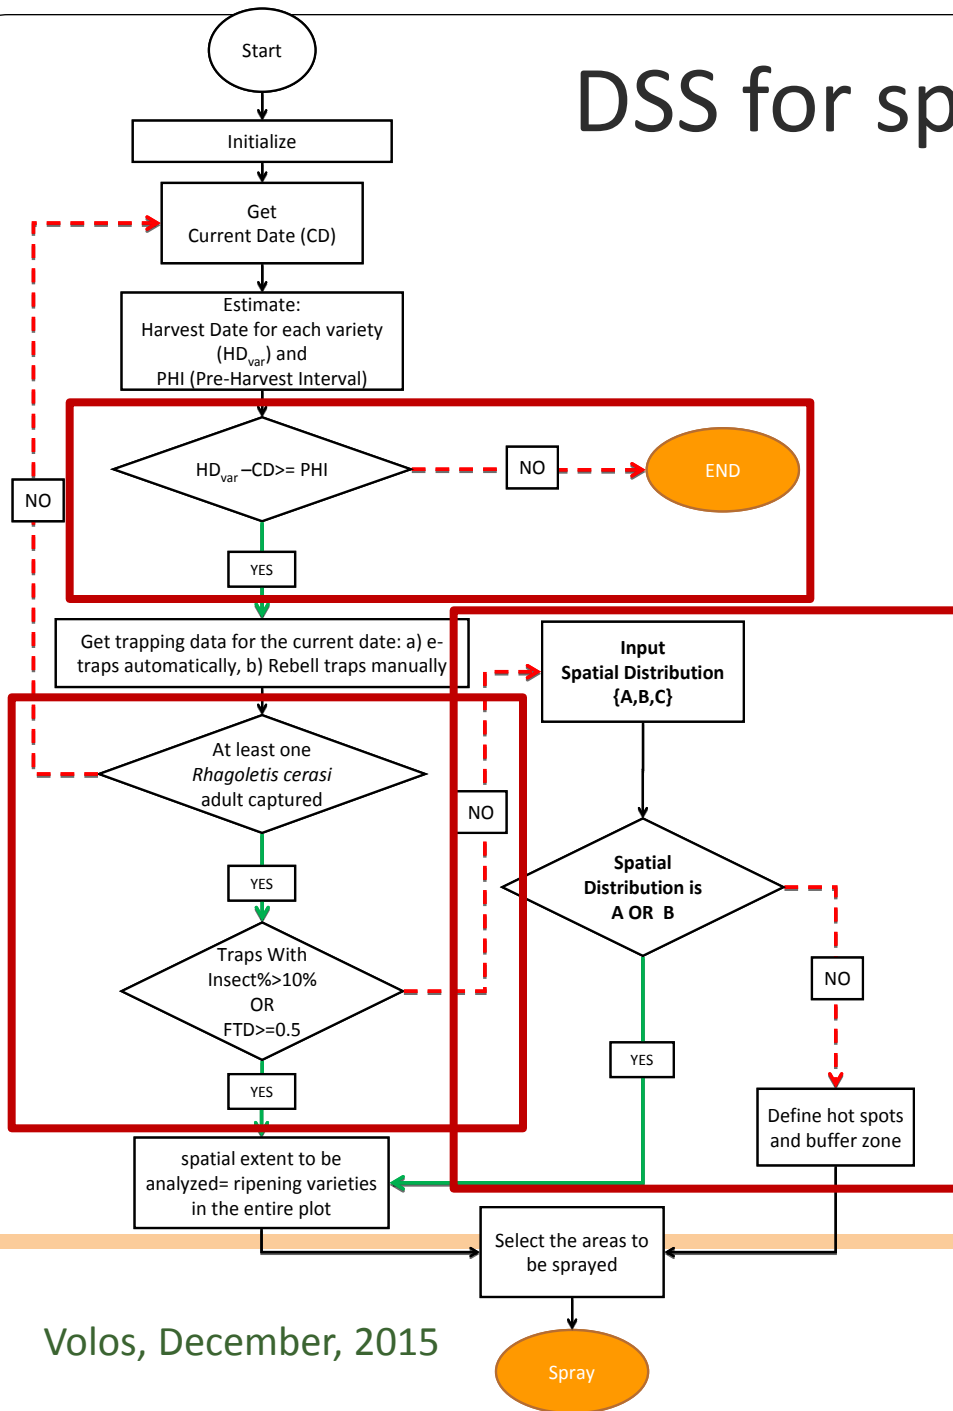 Start
DSS for sp
Initialize
Get
Current Date (CD)
Estimate:
Harvest Date for each variety
(HDvar) and
PHI (Pre-Harvest Interval)
HDvar –CD>= PHI
NO
END
NO
YES
Get trapping data for the current date: a) e-
traps automatically, b) Rebell traps manually
Input
Spatial Distribution
{A,B,C}
At least one
Rhagoletis cerasi
adult captured
NO
YES
Spatial
Distribution is
A OR B
Traps With
Insect%>10%
OR
FTD>=0.5
NO
YES
YES
Define hot spots
and buffer zone
spatial extent to be
analyzed= ripening varieties
in the entire plot
Select the areas to
be sprayed
Volos, December, 2015
Spray